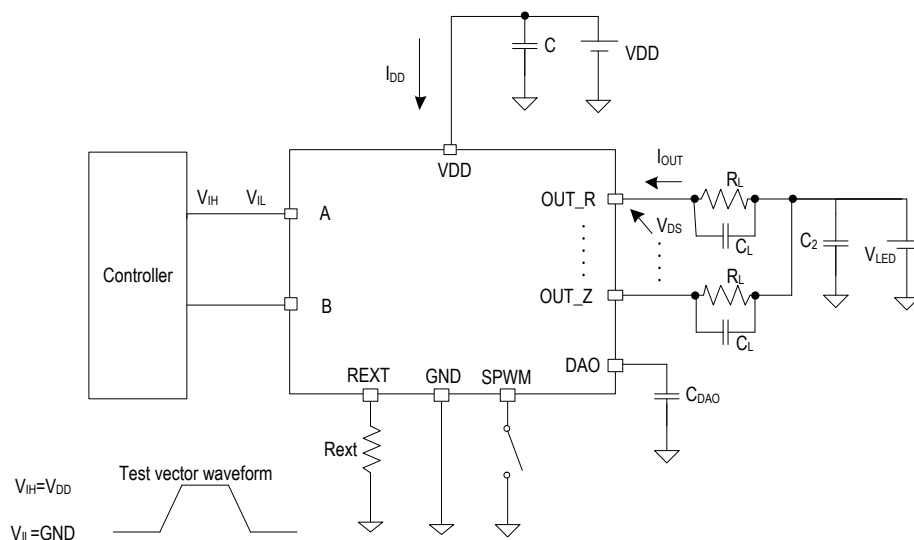 C
VDD
IDD
VDD
IOUT
RL
VIH VIL
A
OUT_R
VDS
CL
C2
VLED
Controller
B
OUT_Z
RL
CL
DAO
REXT GND SPWM
CDAO
Rext
Test vector waveform
VIH=VDD
VIL=GND